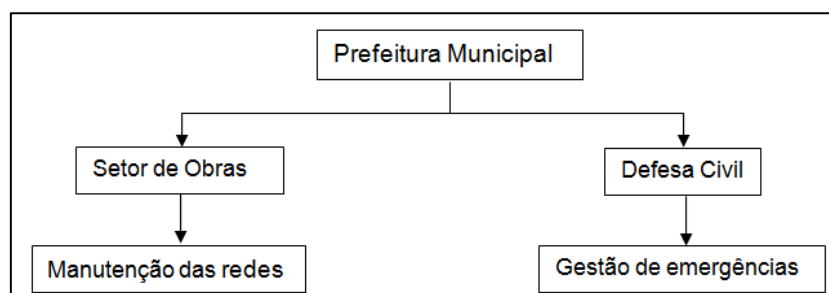 Prefeitura Municipal
Setor de Obras
Defesa Civil
Manutenção das redes
Gestão de emergências